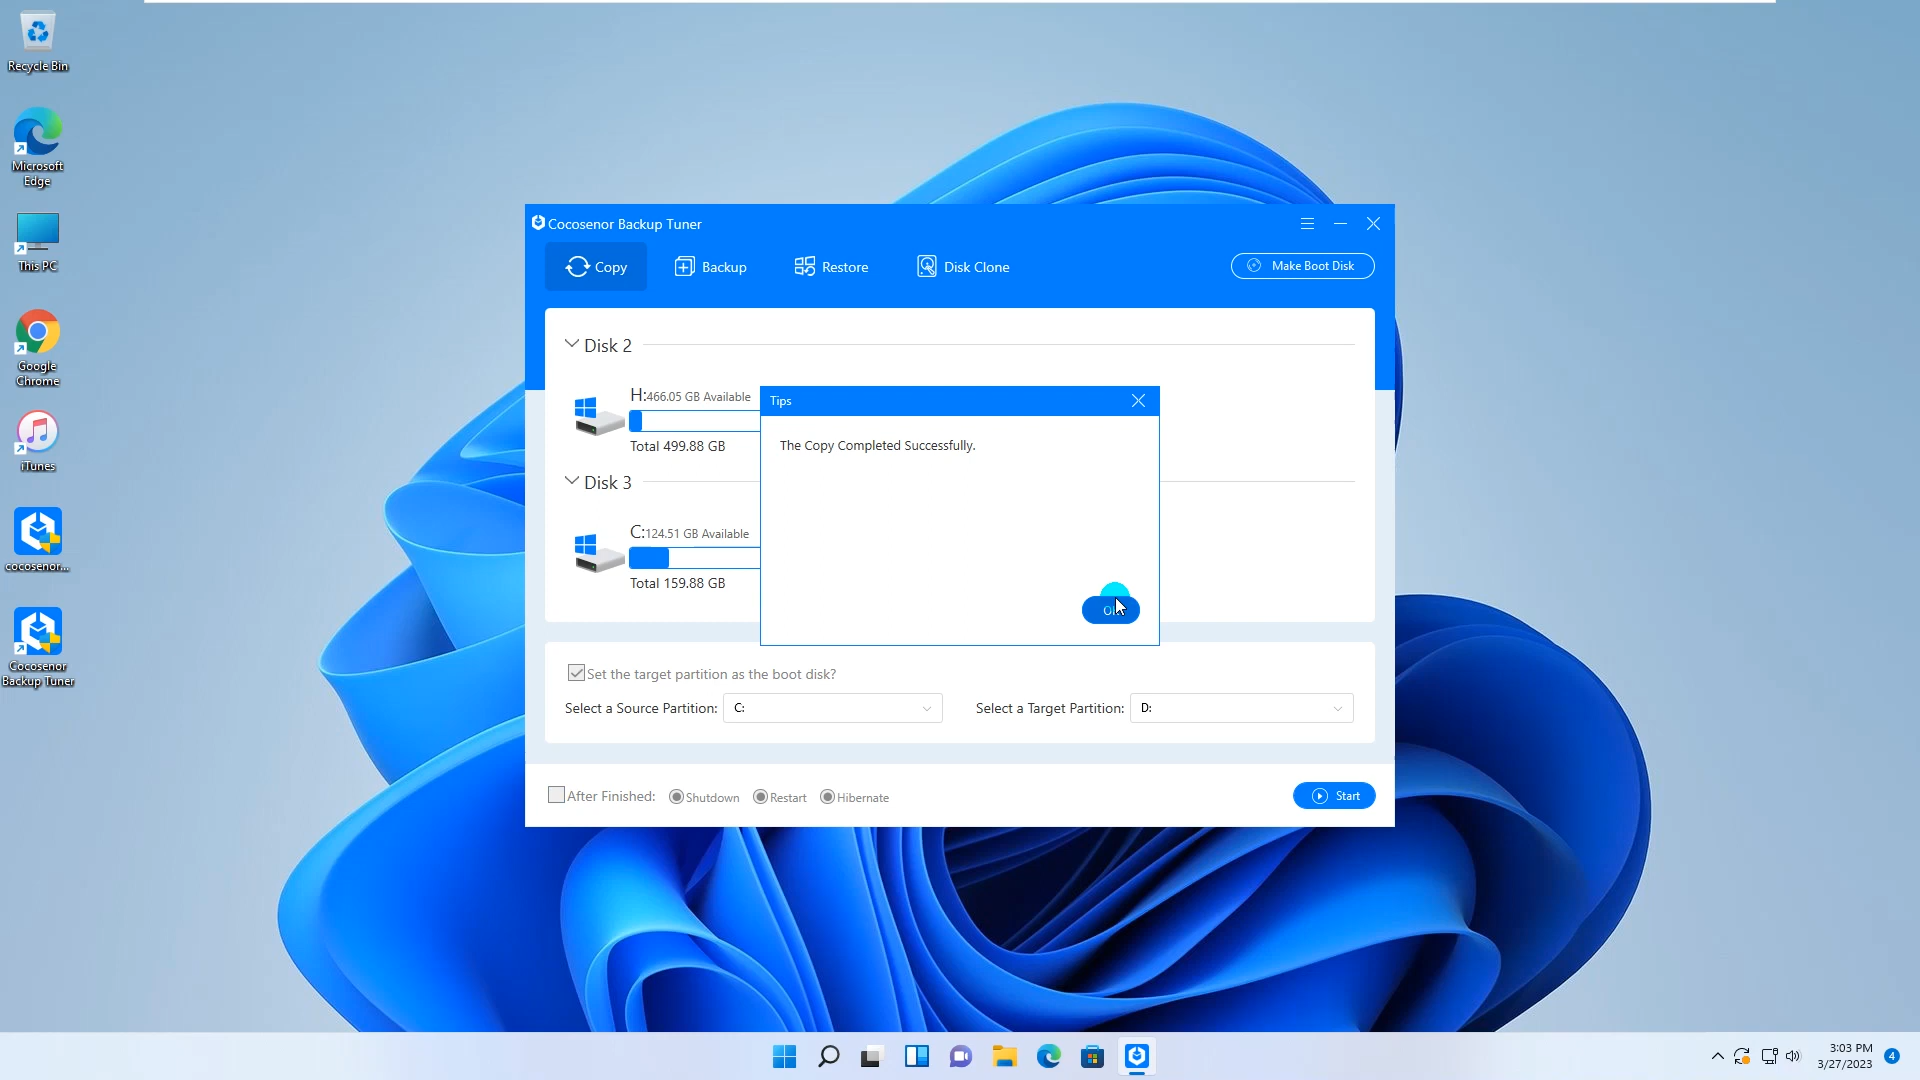 Recycle Bin
Microsoft
Edge
This PC
Google
Chrome
iTunes
cocosenor...
Cocosenor
Backup Tuner
Cocosenor Backup Tuner
Copy
Backup
Restore
Disk Clone
Make Boot Disk
Disk 2
H:466.05 GB Available
Total 499.88 GB
Disk 3
C:124.51 GB Available
Total 159.88 GB
Tips
The Copy Completed Successfully.
Set the target partition as the boot disk?
Select a Source Partition: C:
Select a Target Partition: D:
After Finished: Shutdown Restart Hibernate
Start
3:03 PM
3/27/2023
4